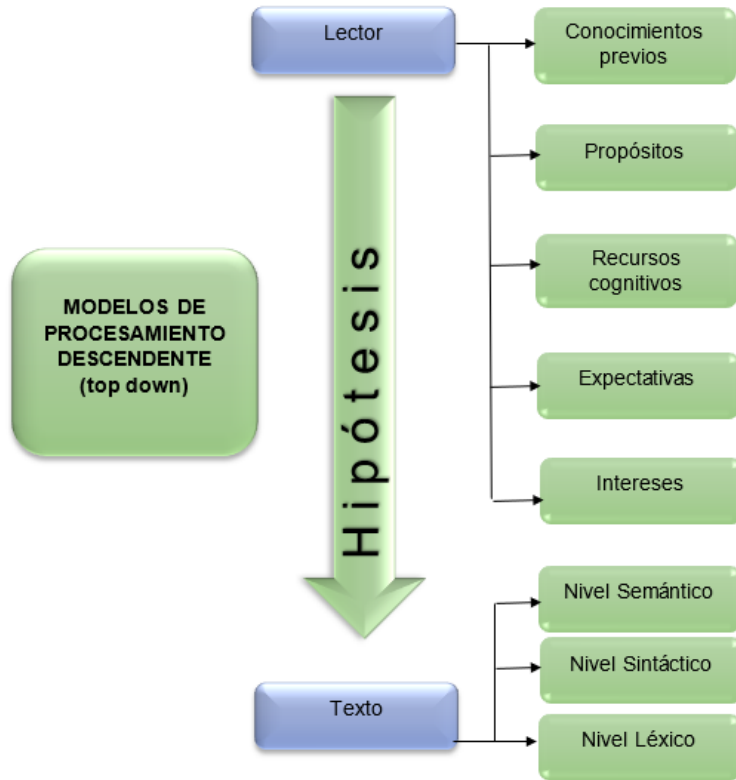 Lector
Conocimientos
previos
Propósitos
Recursos
cognitivos
Expectativas
Intereses
MODELOS DE
PROCESAMIENTO
DESCENDENTE
(top down)
Hipótesis
Texto
Nivel Semántico
Nivel Sintáctico
Nivel Léxico